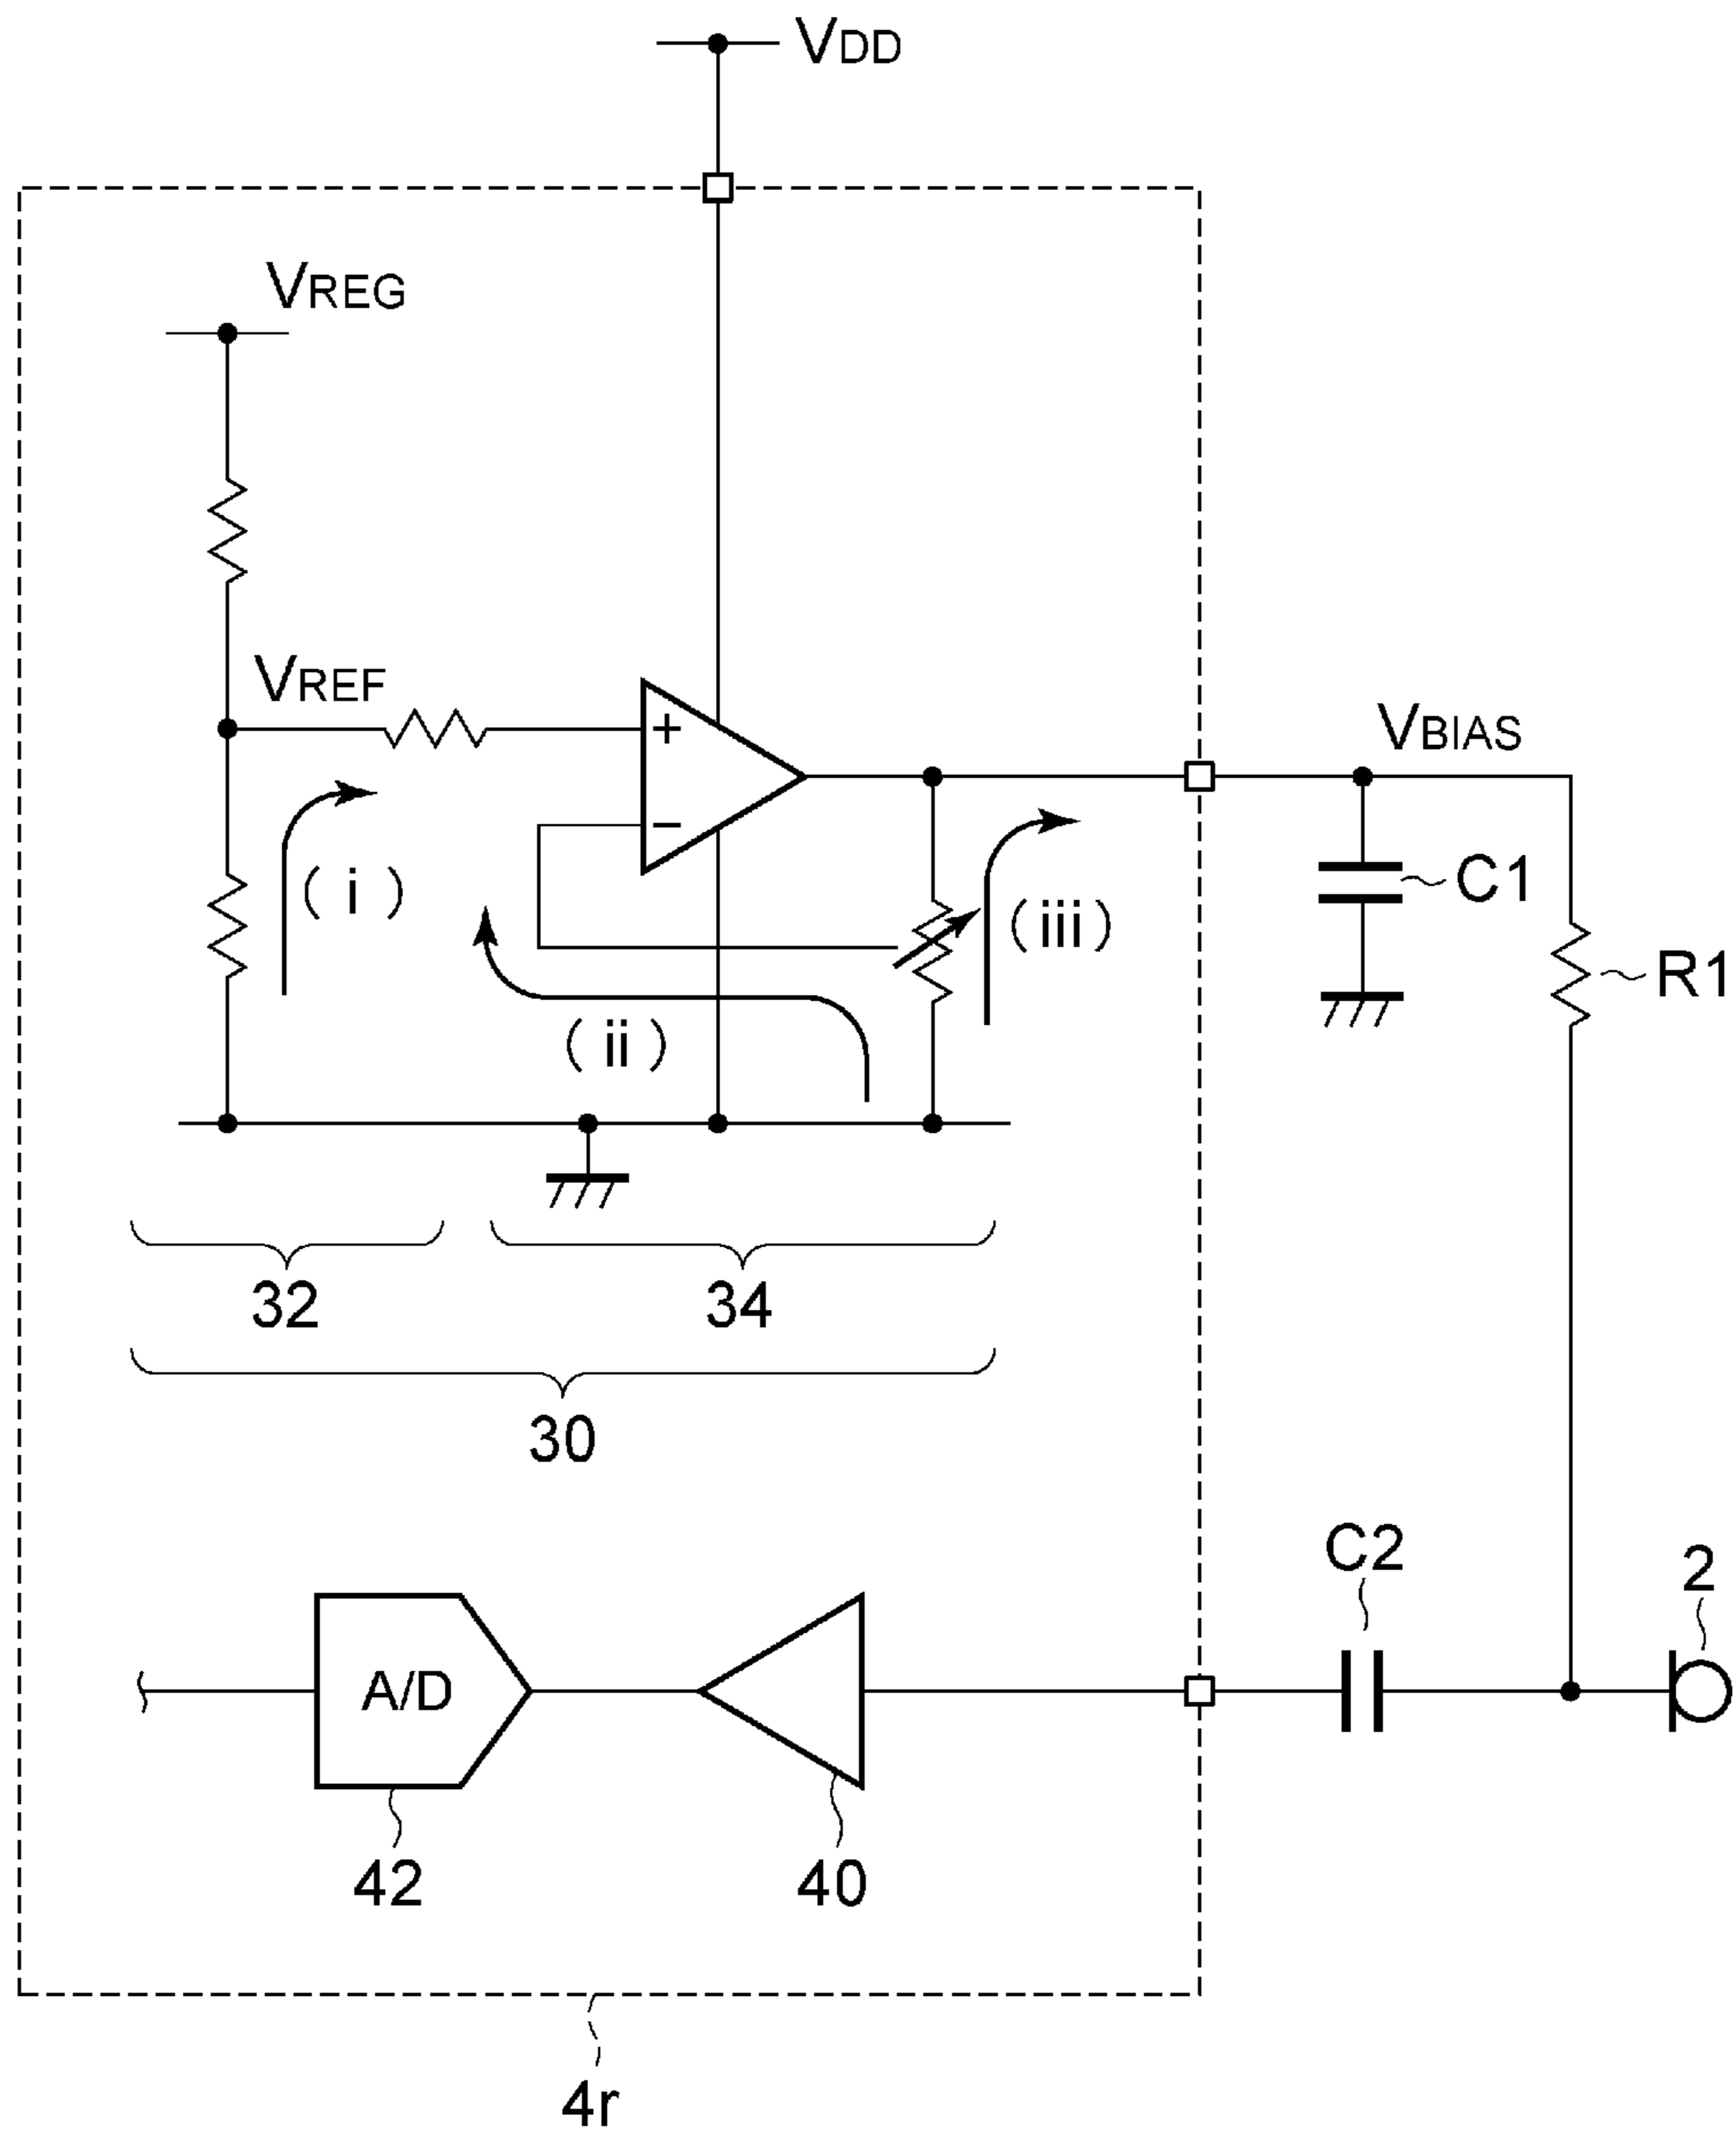 VDD
VREG
VREF
+
−
VBIAS
(i)
(ii)
(iii)
C1
R1
32
34
30
C2
2
A/D
42
40
4r